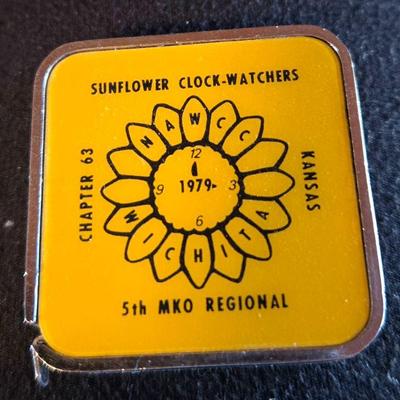 SUNFLOWER CLOCK-WATCHERS
CHAPTER 63
NAWCC
12
9
1979
3
6
WICHITA
KANSAS
5th MKO REGIONAL